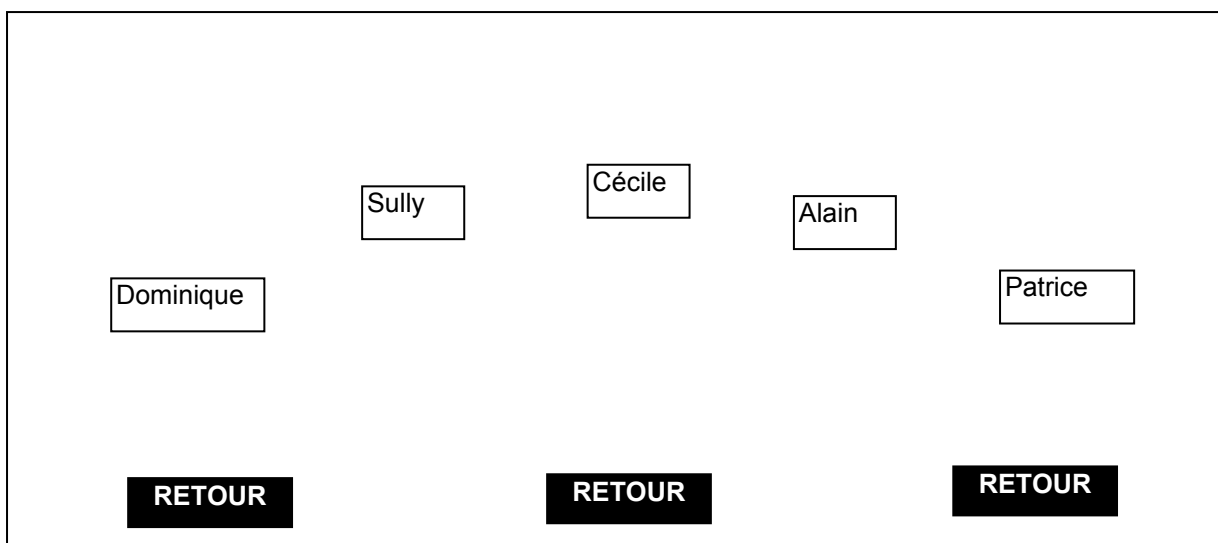 Cécile
Sully
Alain
Dominique
Patrice
RETOUR
RETOUR
RETOUR